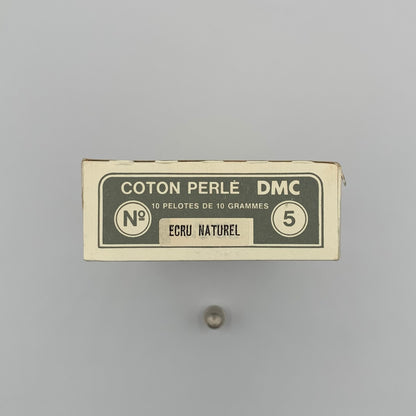 COTON PERLÉ DMC
10 PELOTES DE 10 GRAMMES
Nº 5
ECRU NATUREL